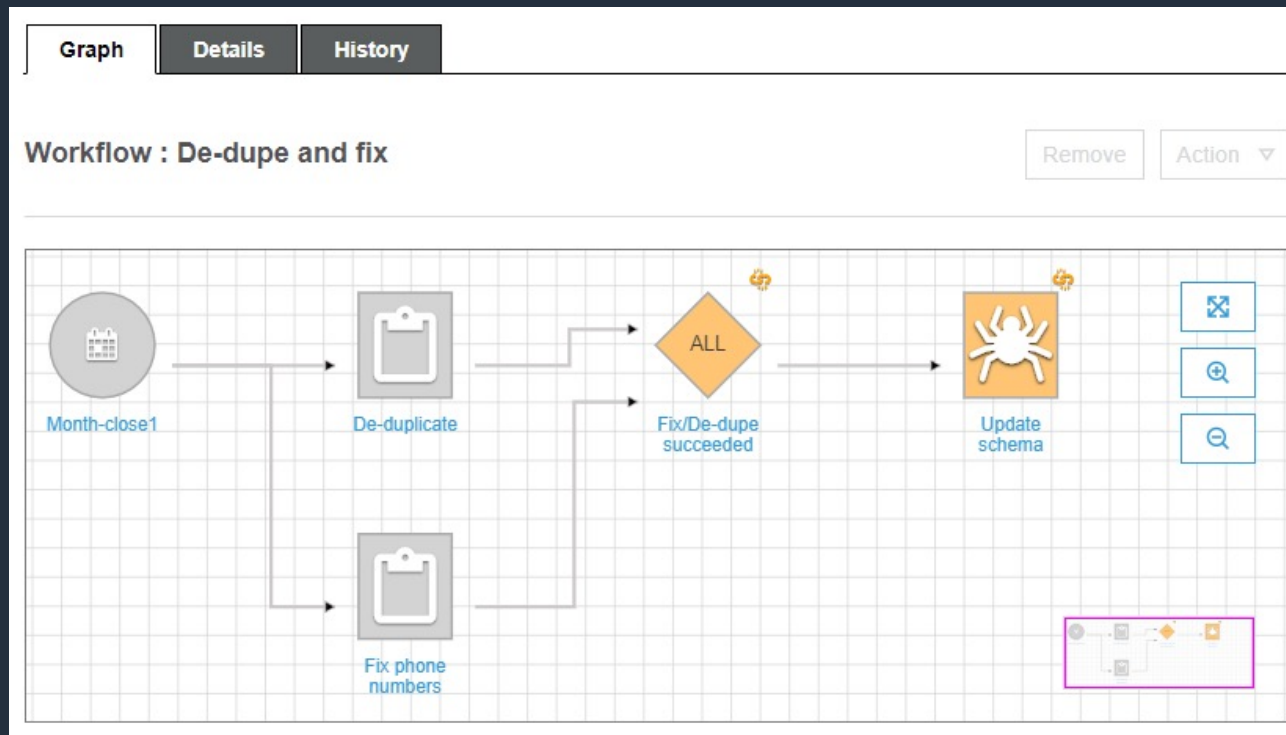 Graph
Details
History
Workflow : De-dupe and fix
Remove
Action
ALL
Month-close1
De-duplicate
Fix/De-dupe
succeeded
Update
schema
Fix phone
numbers